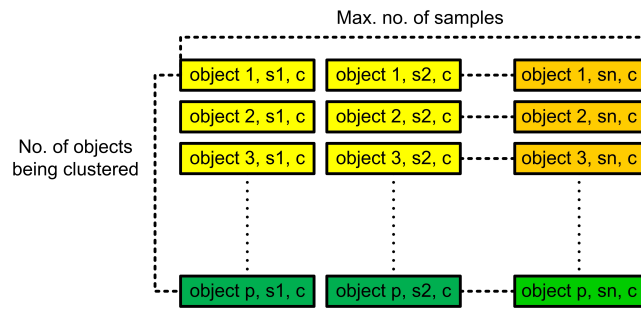 Max. no. of samples
object 1, s1, c
object 1, s2, c
object 1, sn, c
object 2, s1, c
object 2, s2, c
object 2, sn, c
No. of objects
being clustered
object 3, s1, c
object 3, s2, c
object 3, sn, c
object p, s1, c
object p, s2, c
object p, sn, c